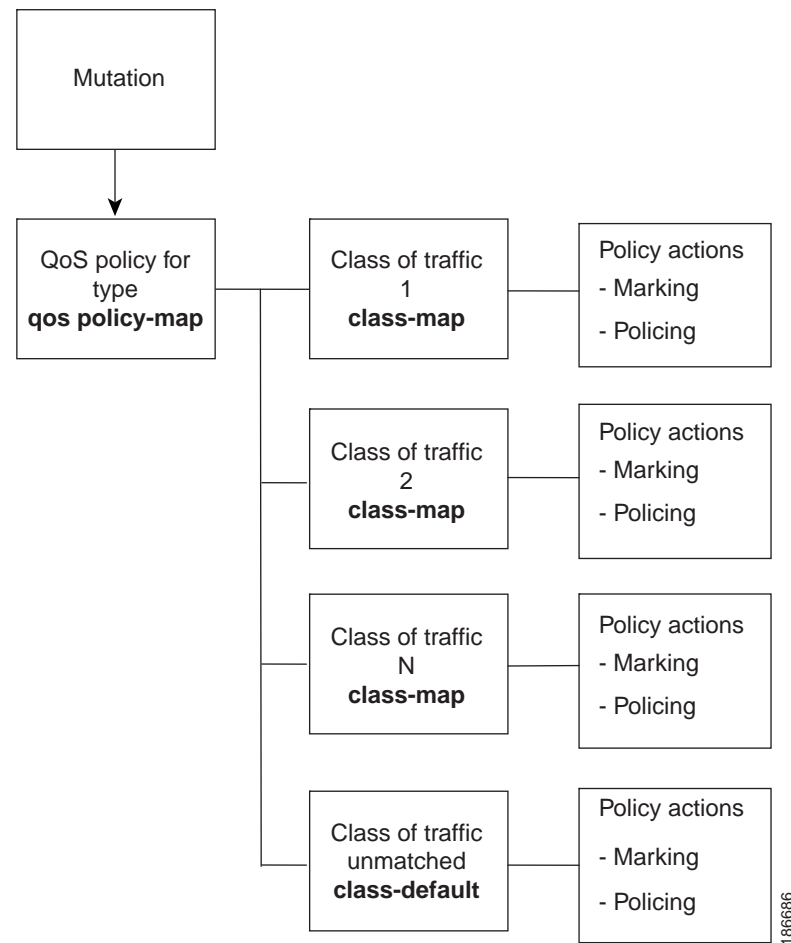 Mutation
QoS policy for
type
qos policy-map
Class of traffic
1
class-map
Policy actions
- Marking
- Policing
Class of traffic
2
class-map
Policy actions
- Marking
- Policing
Class of traffic
N
class-map
Policy actions
- Marking
- Policing
Class of traffic
unmatched
class-default
Policy actions
- Marking
- Policing
186686